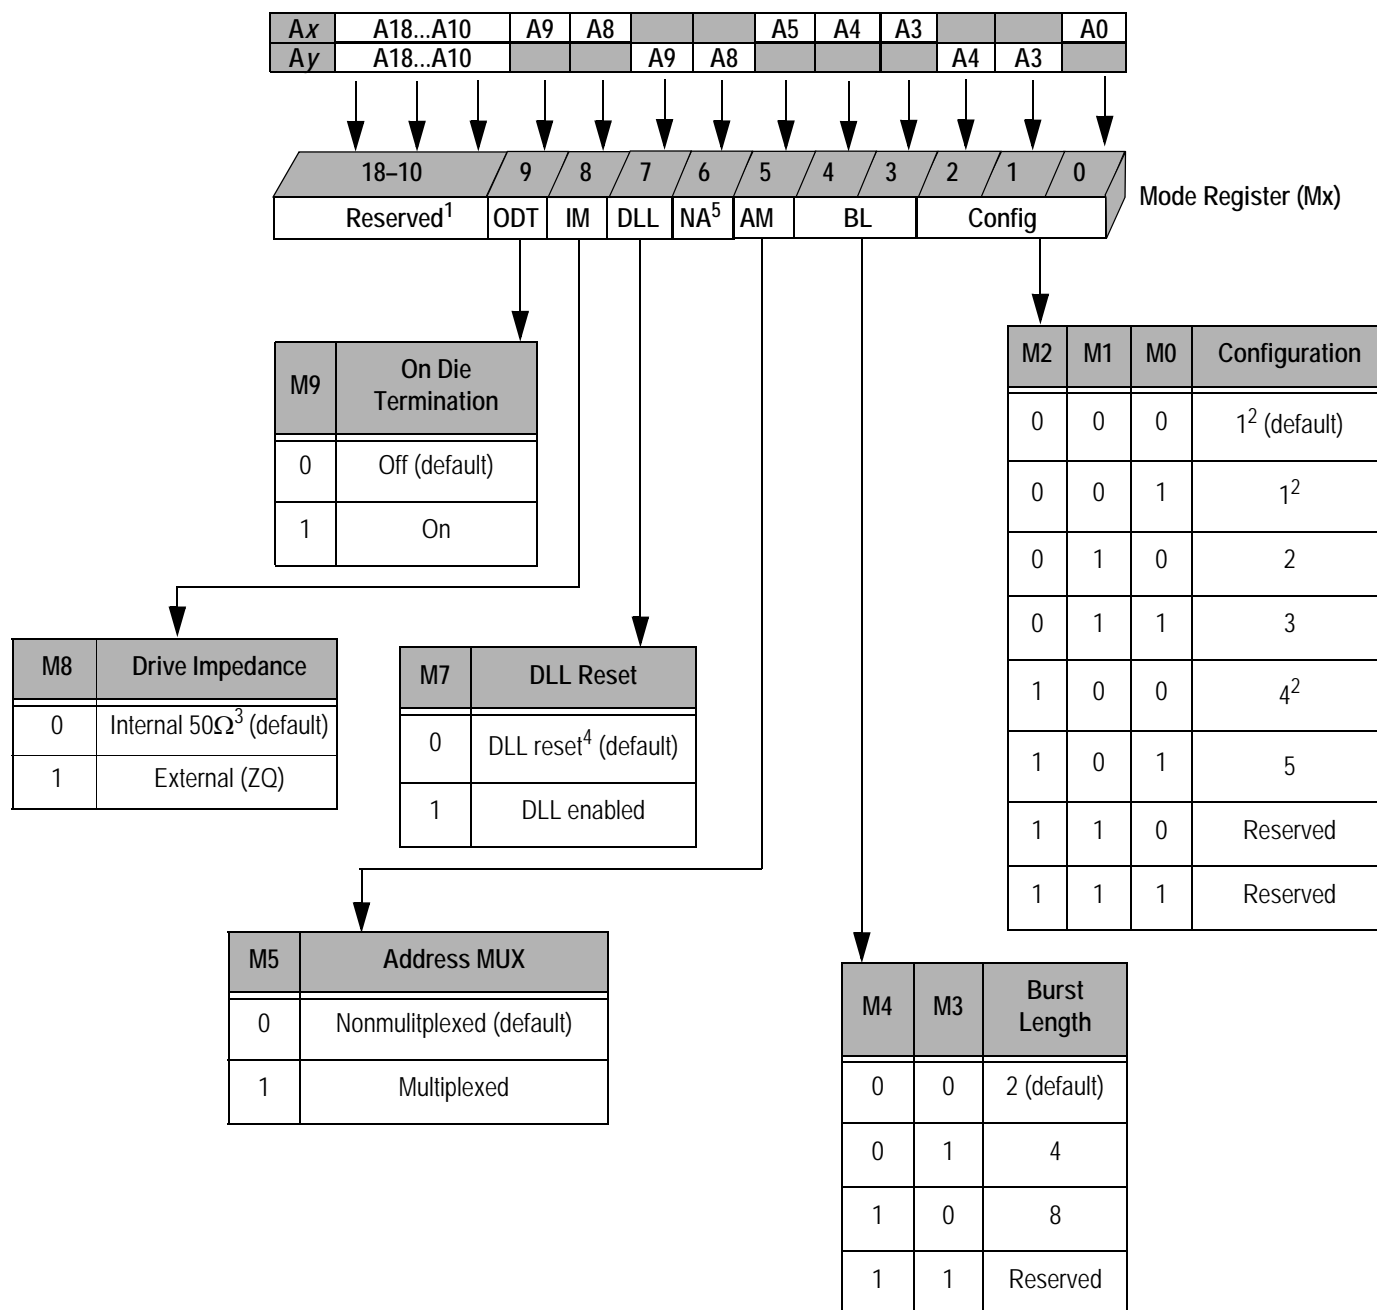 Ax A18...A10 A9 A8 A5 A4 A3 A0
Ay A18...A10 A9 A8 A4 A3
18–10 9 8 7 6 5 4 3 2 1 0
Mode Register (Mx)
Reserved1 ODT IM DLL NA5 AM BL Config
M9 On Die
Termination
0 Off (default)
1 On
M2 M1 M0 Configuration
0 0 0 12 (default)
0 0 1 12
0 1 0 2
0 1 1 3
1 0 0 42
1 0 1 5
1 1 0 Reserved
1 1 1 Reserved
M8 Drive Impedance
0 Internal 50Ω3 (default)
1 External (ZQ)
M7 DLL Reset
0 DLL reset4 (default)
1 DLL enabled
M5 Address MUX
0 Nonmulitplexed (default)
1 Multiplexed
M4 M3 Burst
Length
0 0 2 (default)
0 1 4
1 0 8
1 1 Reserved